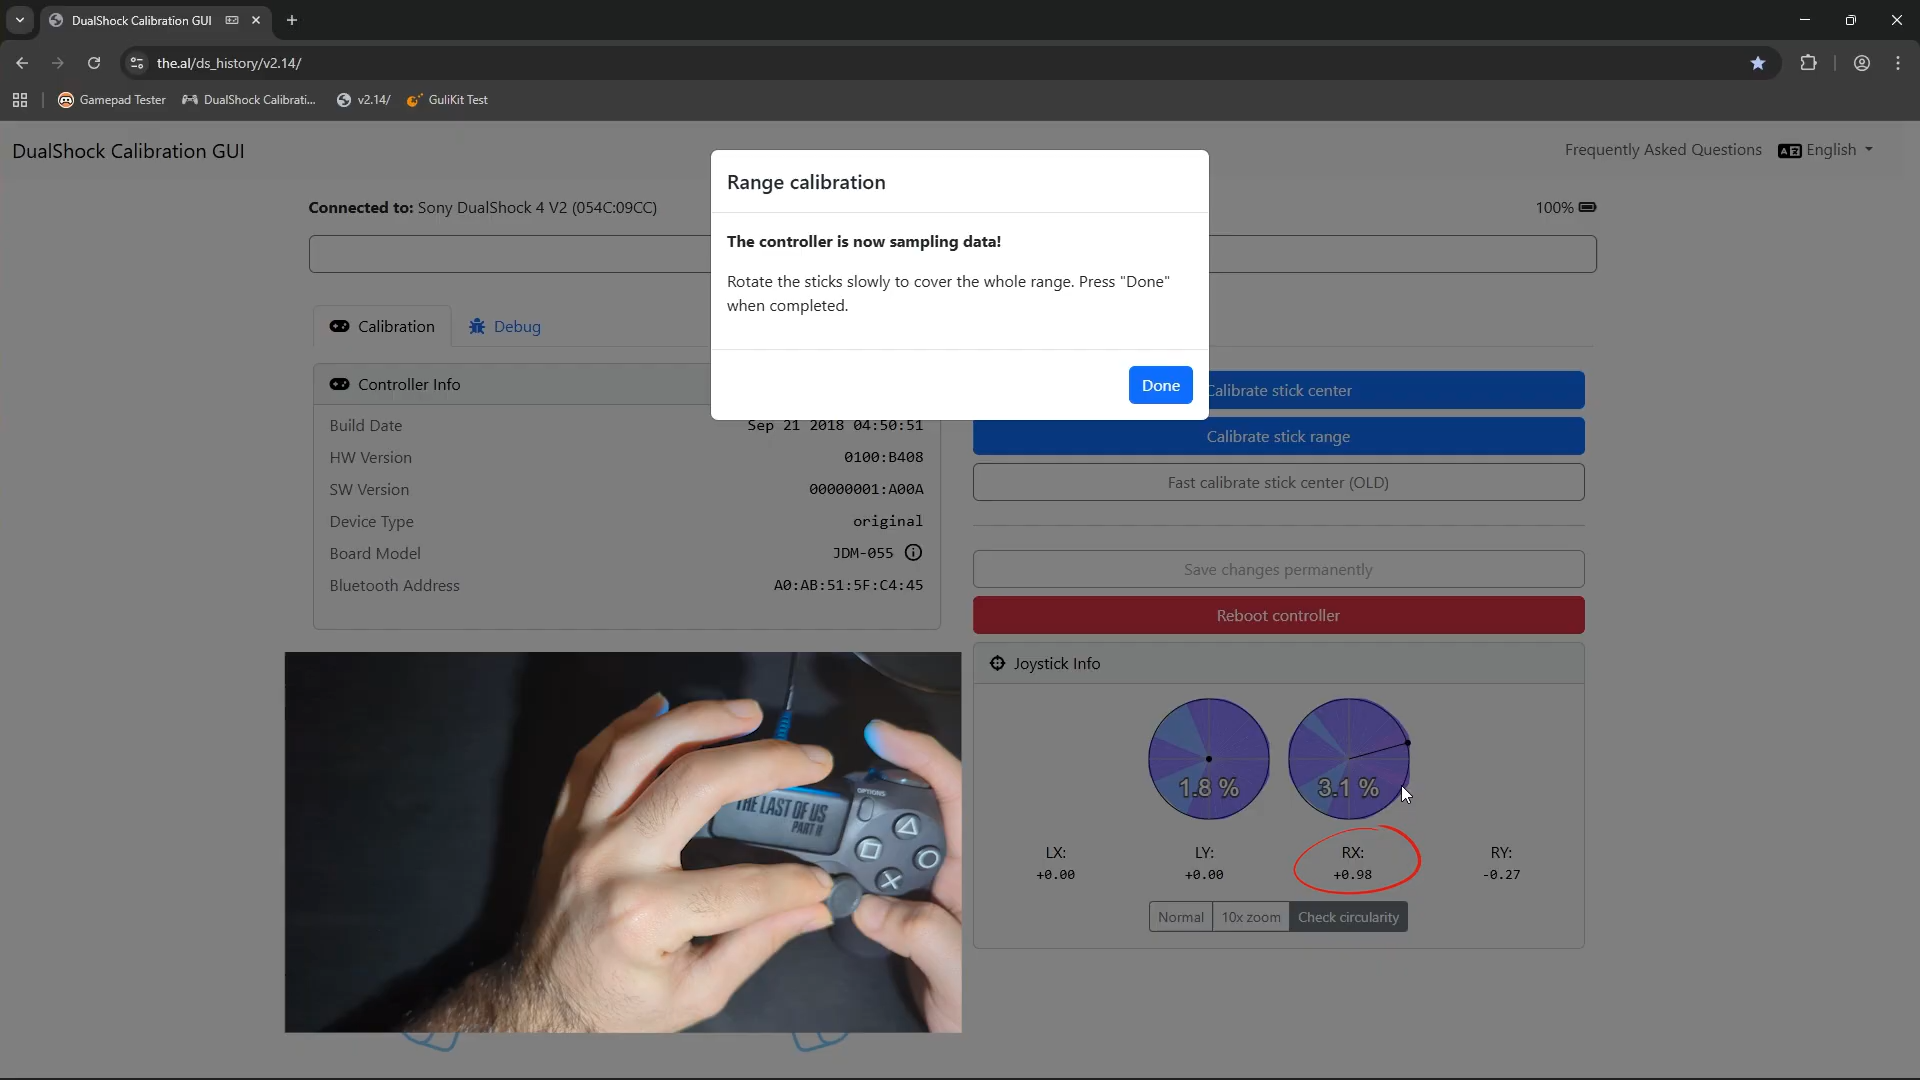 DualShock Calibration GUI
the.al/ds_history/v2.14/
Gamepad Tester
DualShock Calibrati...
v2.14/
GuliKit Test
DualShock Calibration GUI
Frequently Asked Questions
English
Connected to: Sony DualShock 4 V2 (054C:09CC)
100%
Range calibration
The controller is now sampling data!
Rotate the sticks slowly to cover the whole range. Press "Done"
when completed.
Done
Calibration
Debug
Controller Info
Build Date Sep 21 2018 04:50:51
HW Version 0100:B408
SW Version 00000001:A00A
Device Type original
Board Model JDM-055
Bluetooth Address A0:AB:51:5F:C4:45
Calibrate stick center
Calibrate stick range
Fast calibrate stick center (OLD)
Save changes permanently
Reboot controller
Joystick Info
1.8 %
3.1 %
LX: LY: RX: RY:
+0.00 +0.00 +0.98 -0.27
Normal
10x zoom
Check circularity
OPTIONS
THE LAST OF US
PART II